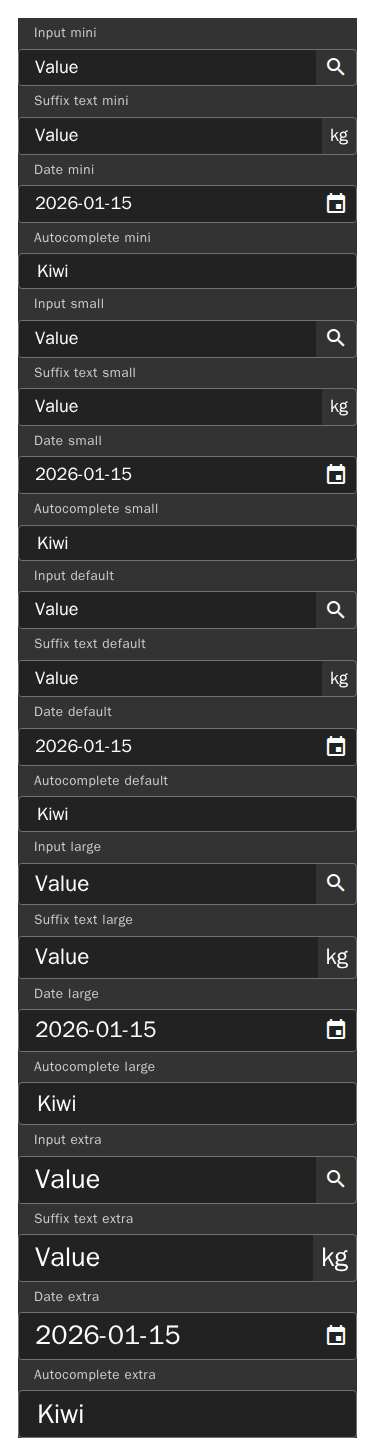 Input mini
Value
Suffix text mini
Value kg
Date mini
2026-01-15
Autocomplete mini
Kiwi
Input small
Value
Suffix text small
Value kg
Date small
2026-01-15
Autocomplete small
Kiwi
Input default
Value
Suffix text default
Value kg
Date default
2026-01-15
Autocomplete default
Kiwi
Input large
Value
Suffix text large
Value kg
Date large
2026-01-15
Autocomplete large
Kiwi
Input extra
Value
Suffix text extra
Value kg
Date extra
2026-01-15
Autocomplete extra
Kiwi